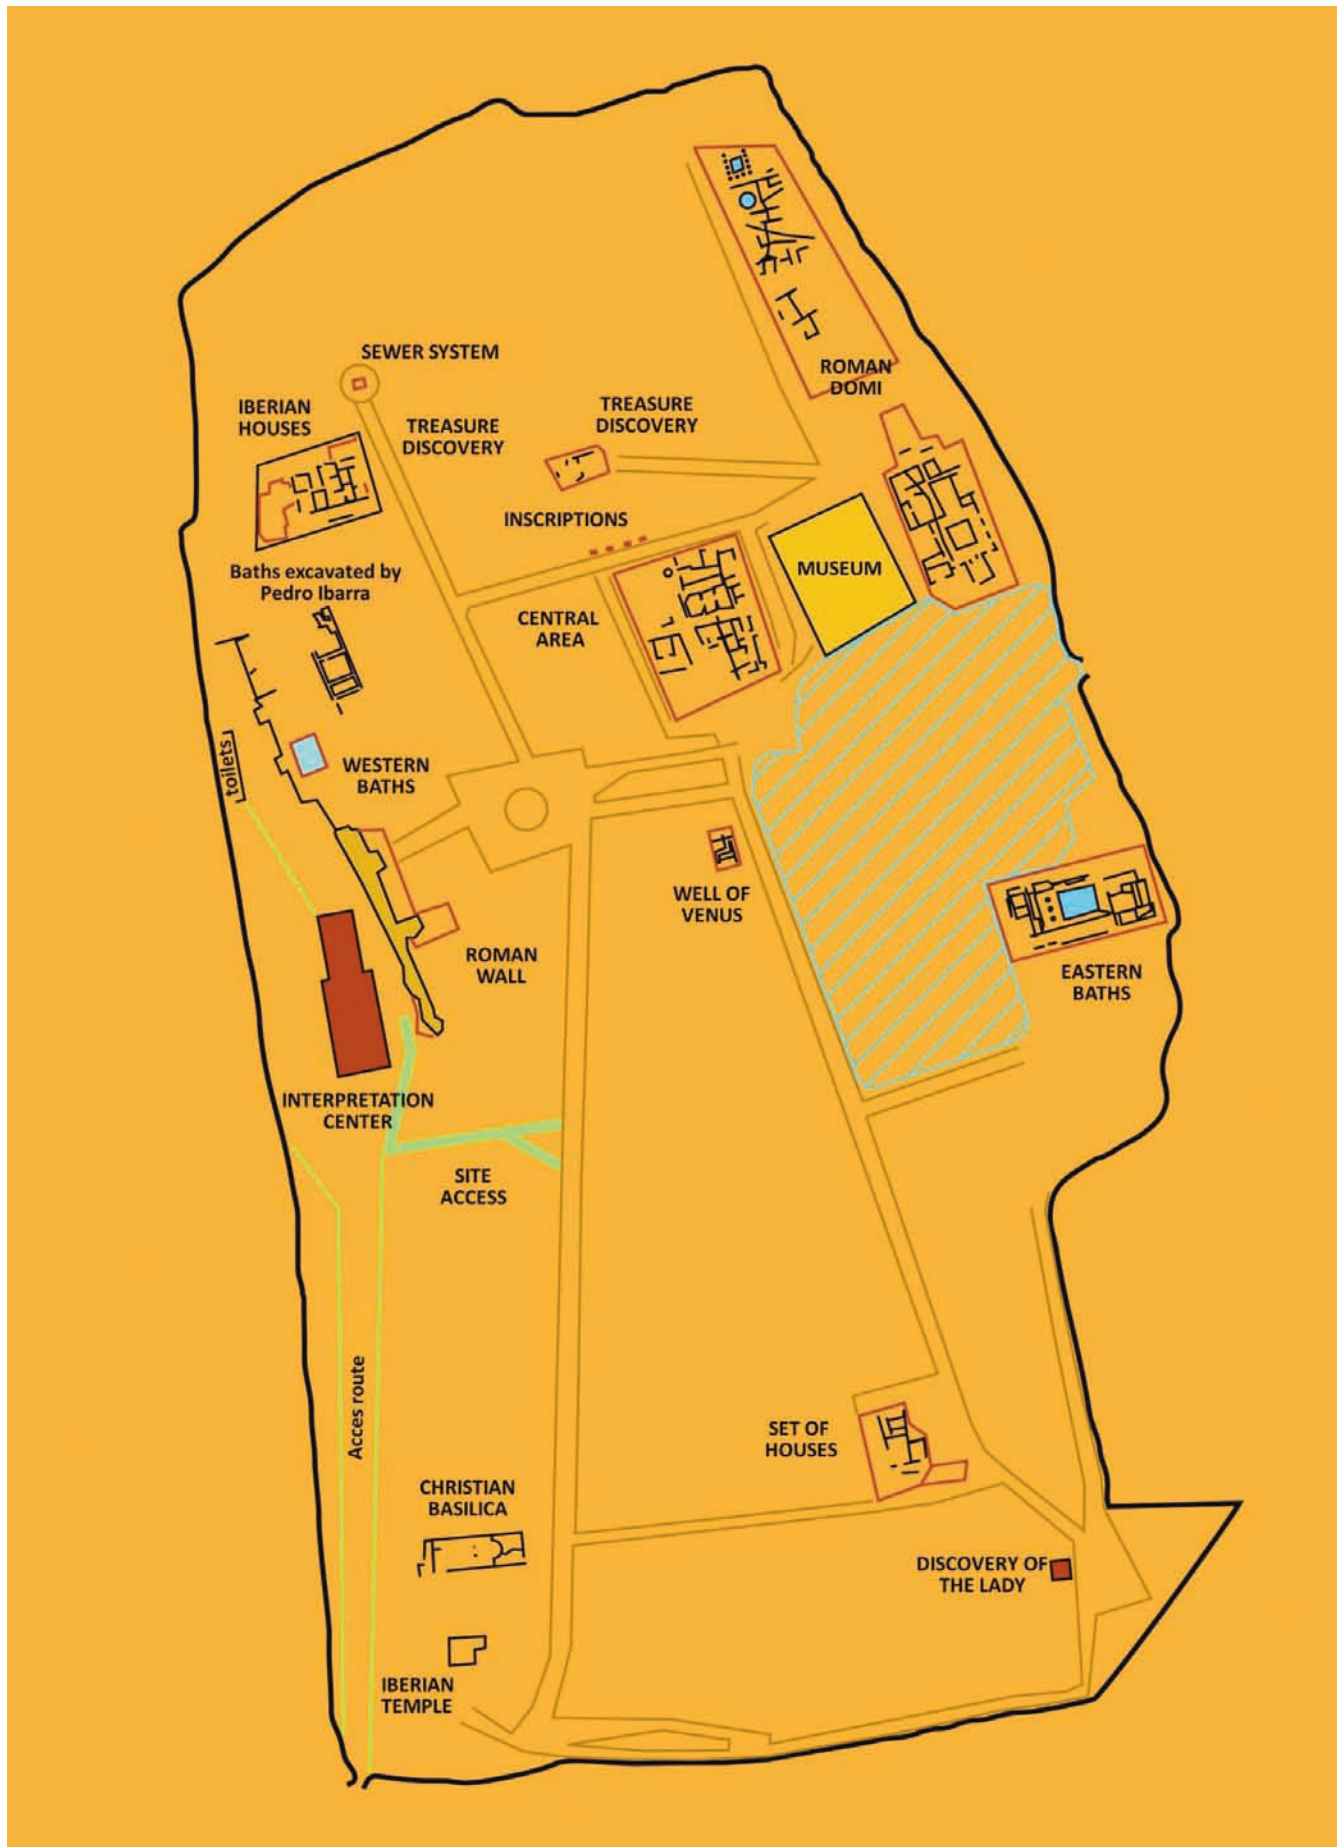 SEWER SYSTEM
ROMAN
DOMI
IBERIAN
HOUSES
TREASURE
DISCOVERY
TREASURE
DISCOVERY
INSCRIPTIONS
Baths excavated by
Pedro Ibarra
MUSEUM
CENTRAL
AREA
toilets
WESTERN
BATHS
WELL OF
VENUS
ROMAN
WALL
EASTERN
BATHS
INTERPRETATION
CENTER
SITE
ACCESS
Acces route
SET OF
HOUSES
CHRISTIAN
BASILICA
DISCOVERY OF
THE LADY
IBERIAN
TEMPLE